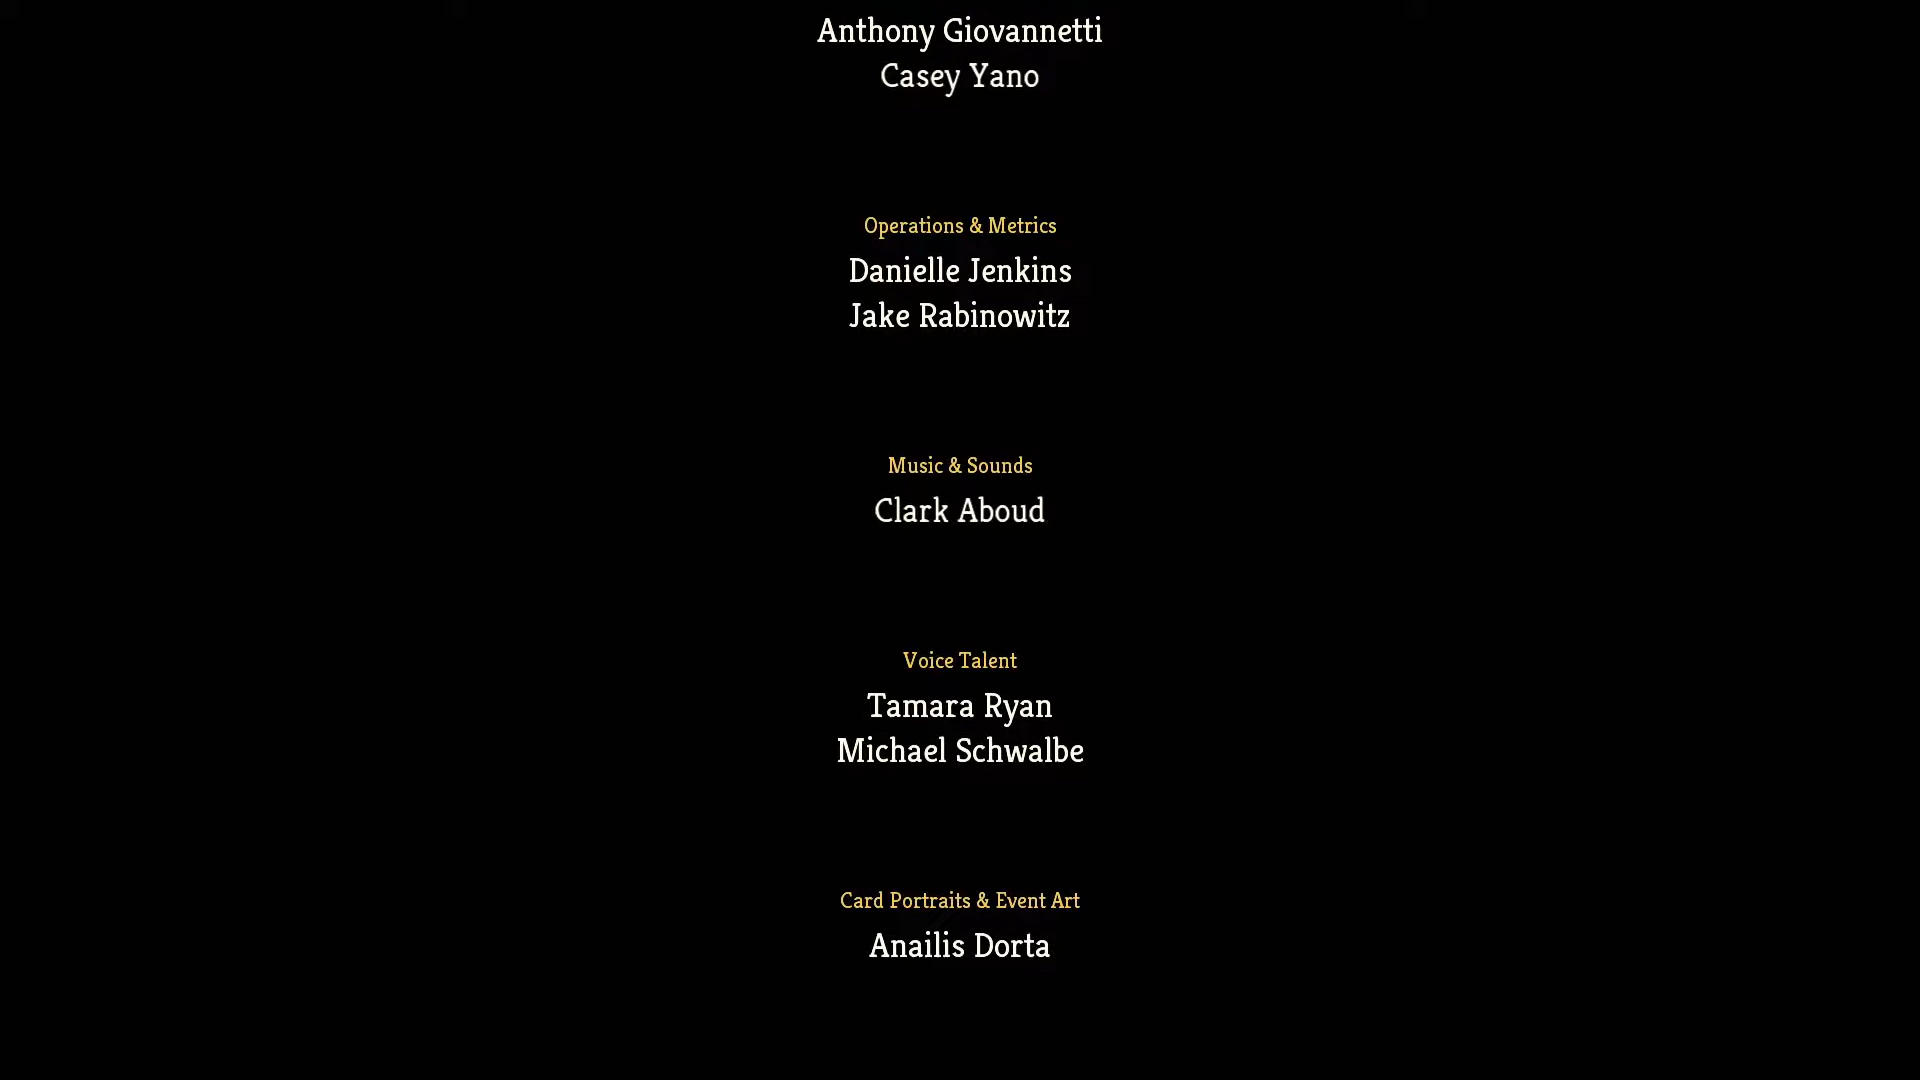 Anthony Giovannetti
Casey Yano
Operations & Metrics
Danielle Jenkins
Jake Rabinowitz
Music & Sounds
Clark Aboud
Voice Talent
Tamara Ryan
Michael Schwalbe
Card Portraits & Event Art
Anailis Dorta